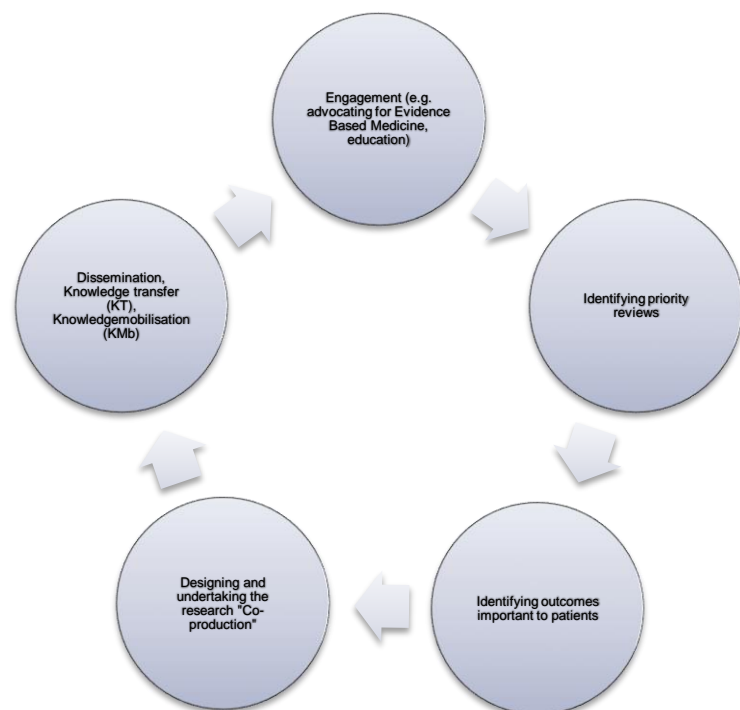 Engagement (e.g.
advocating for Evidence
Based Medicine,
education)
Identifying priority
reviews
Identifying outcomes
important to patients
Designing and
undertaking the
research "Co-
production"
Dissemination,
Knowledge transfer
(KT),
Knowledgemobilisation
(KMb)